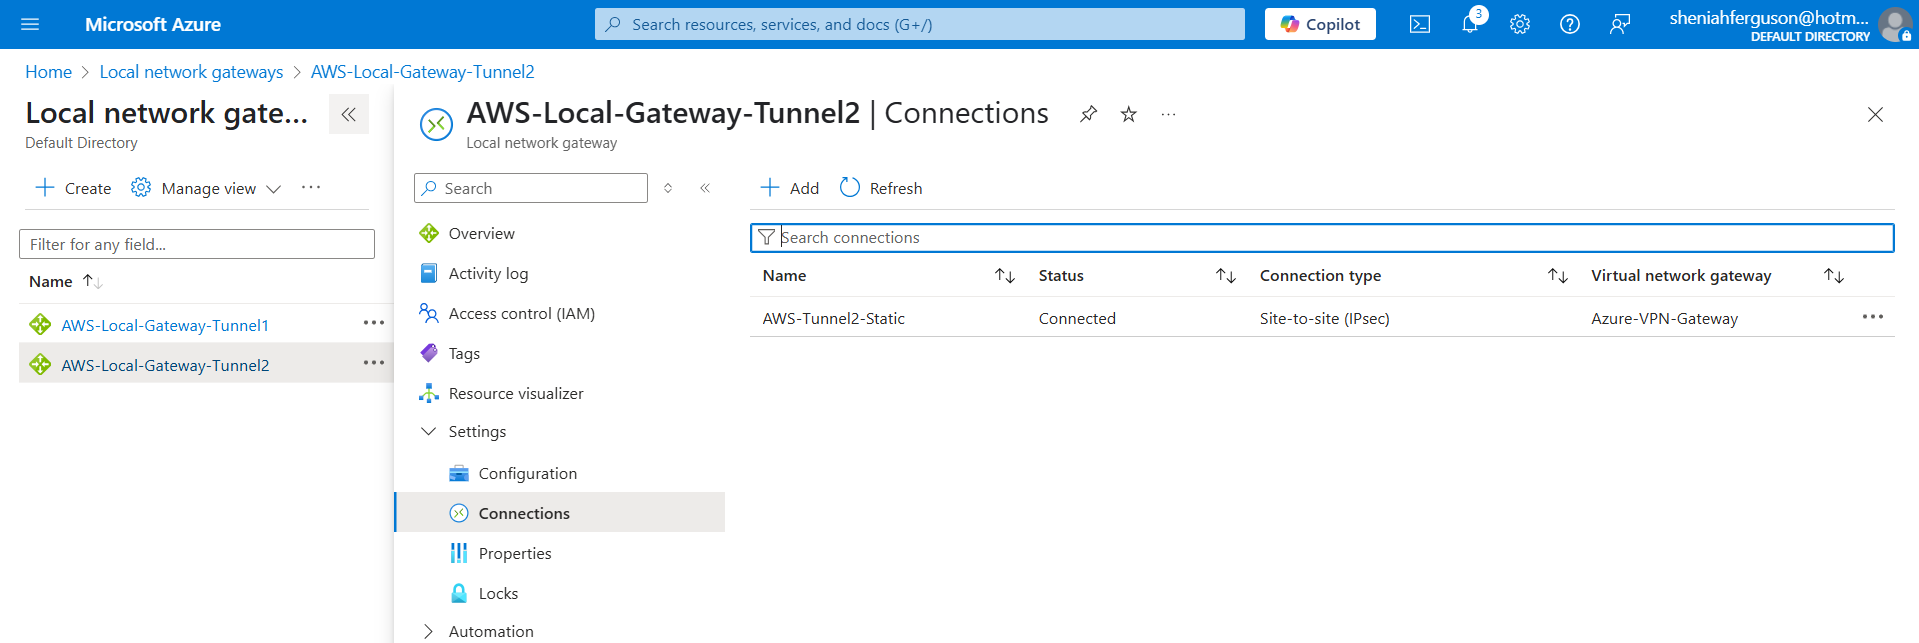 Microsoft Azure
Search resources, services, and docs (G+/)
Copilot
3
sheniahferguson@hotm...
DEFAULT DIRECTORY
Home > Local network gateways > AWS-Local-Gateway-Tunnel2
Local network gate...
Default Directory
Create
Manage view
Filter for any field...
Name
AWS-Local-Gateway-Tunnel1
AWS-Local-Gateway-Tunnel2
AWS-Local-Gateway-Tunnel2 | Connections
Local network gateway
Search
Overview
Activity log
Access control (IAM)
Tags
Resource visualizer
Settings
Configuration
Connections
Properties
Locks
Automation
Add
Refresh
Search connections
Name Status Connection type Virtual network gateway
AWS-Tunnel2-Static Connected Site-to-site (IPsec) Azure-VPN-Gateway